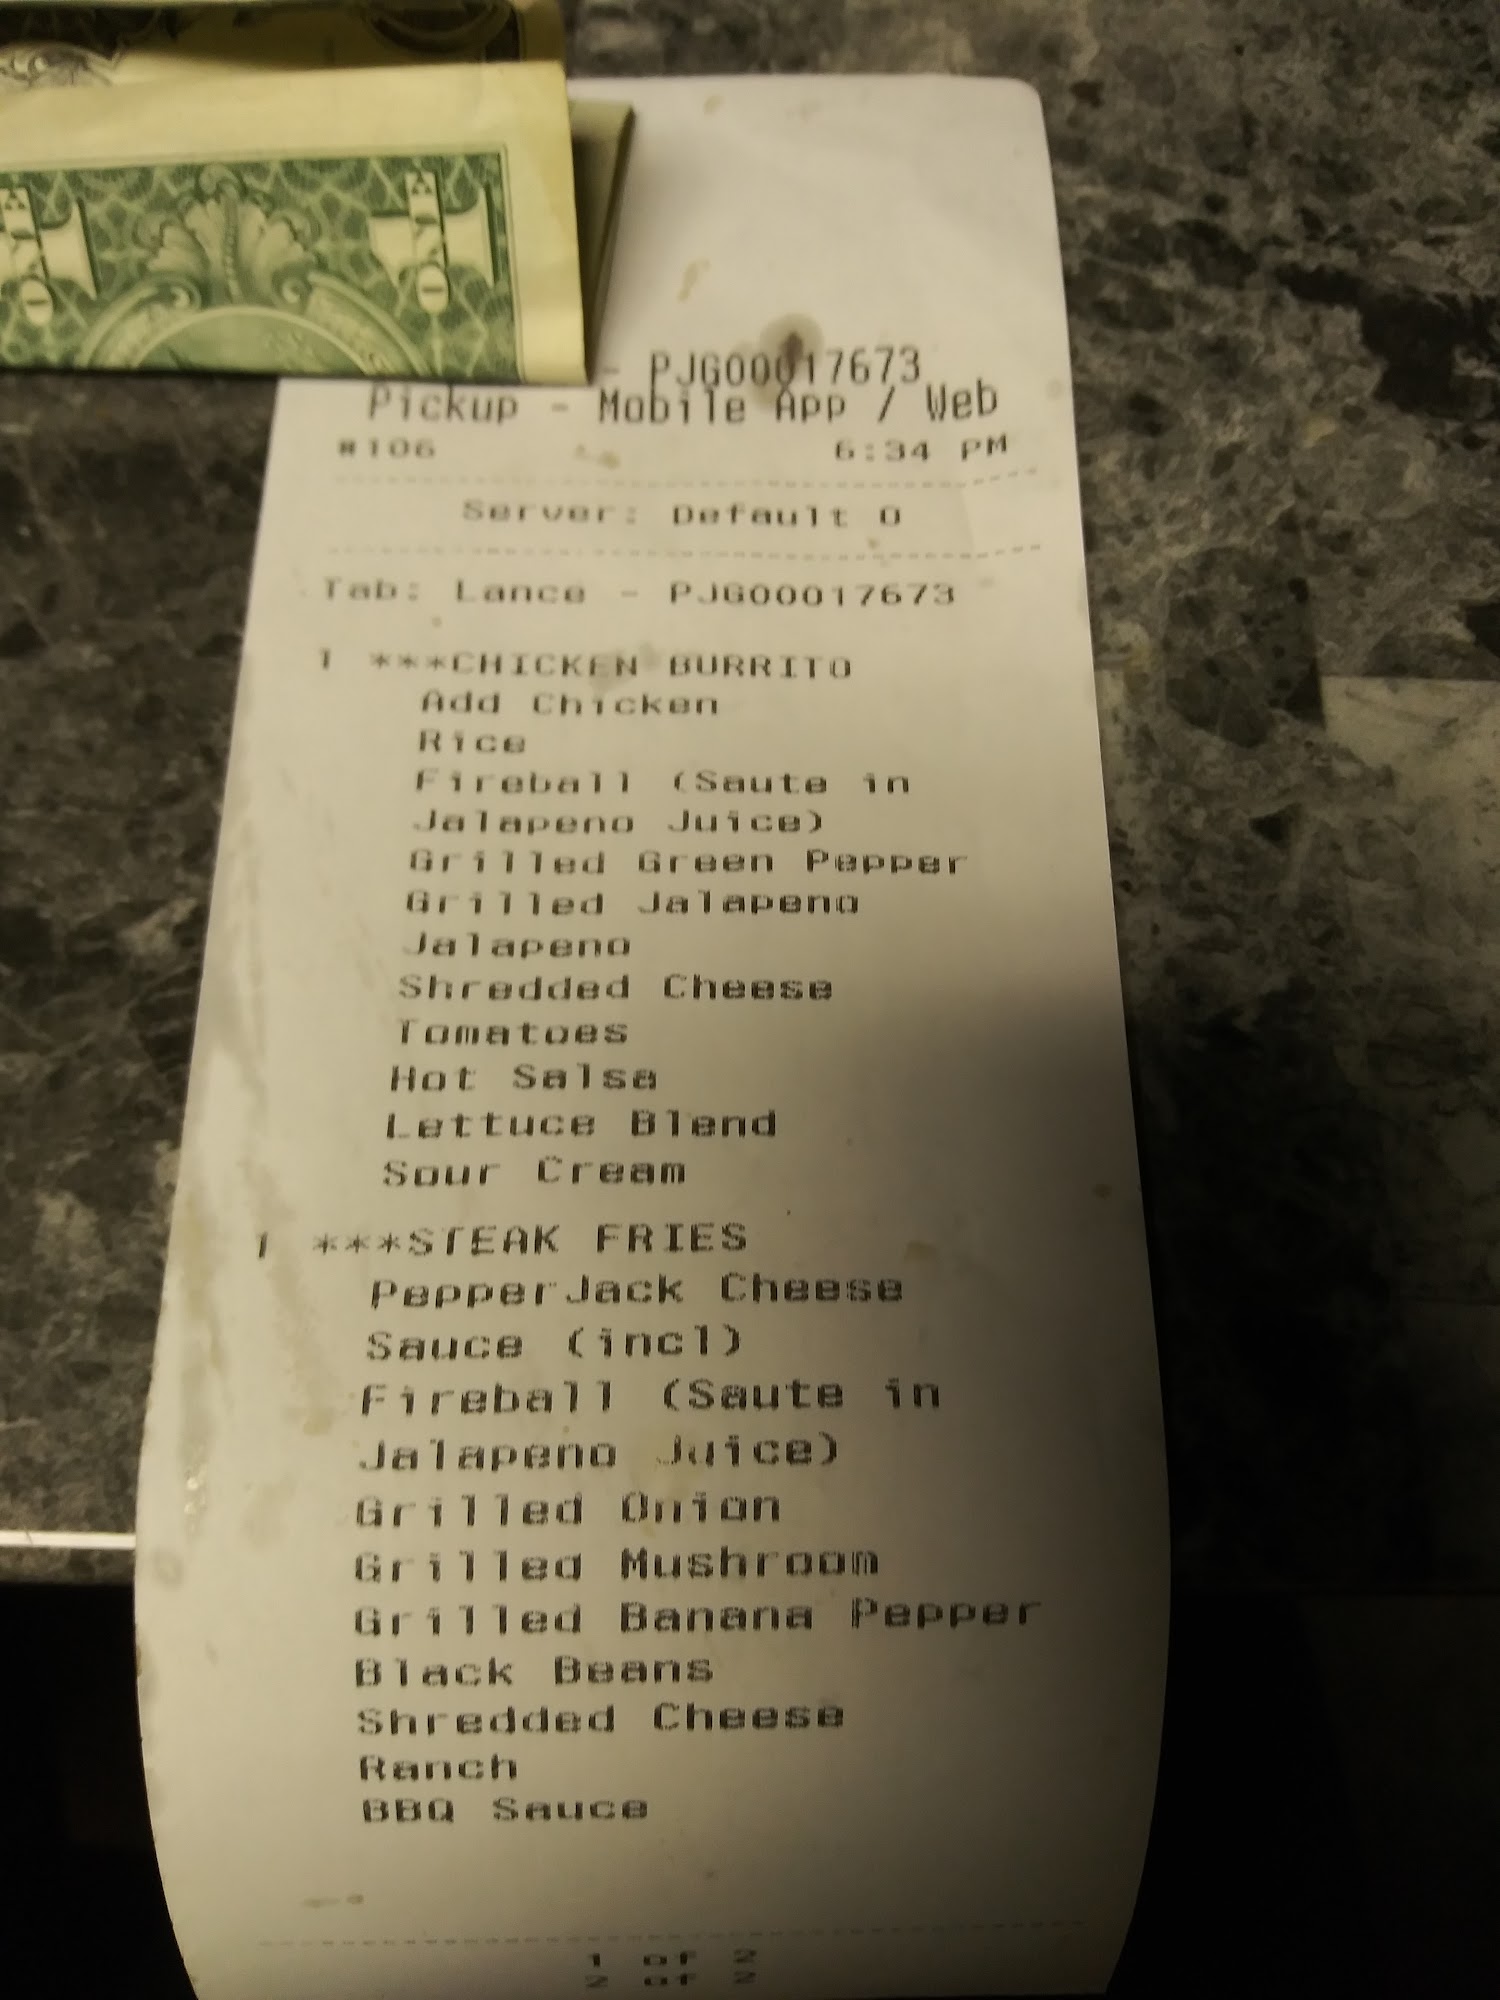 ONE
ONE
- PJG00017673
Pickup - Mobile App / Web
#106 6:34 PM
Server: Default 0
Tab: Lance - PJG00017673
1 ***CHICKEN BURRITO
Add Chicken
Rice
Fireball (Saute in
Jalapeno Juice)
Grilled Green Pepper
Grilled Jalapeno
Jalapeno
Shredded Cheese
Tomatoes
Hot Salsa
Lettuce Blend
Sour Cream
1 ***STEAK FRIES
PepperJack Cheese
Sauce (incl)
Fireball (Saute in
Jalapeno Juice)
Grilled Onion
Grilled Mushroom
Grilled Banana Pepper
Black Beans
Shredded Cheese
Ranch
BBQ Sauce
1 of 2
2 of 2